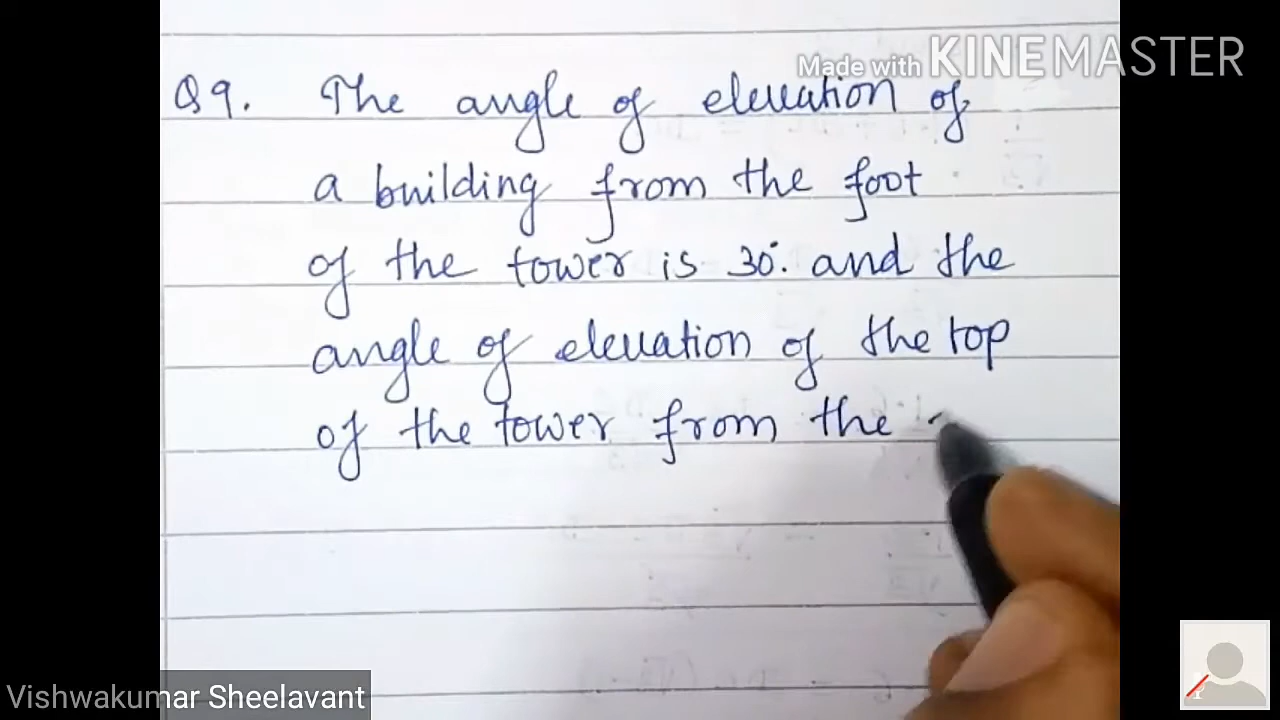 Made with KINEMASTER
Q9. The angle of elevation of
a building from the foot
of the tower is 30°. and the
angle of elevation of the top
of the tower from the
Vishwakumar Sheelavant